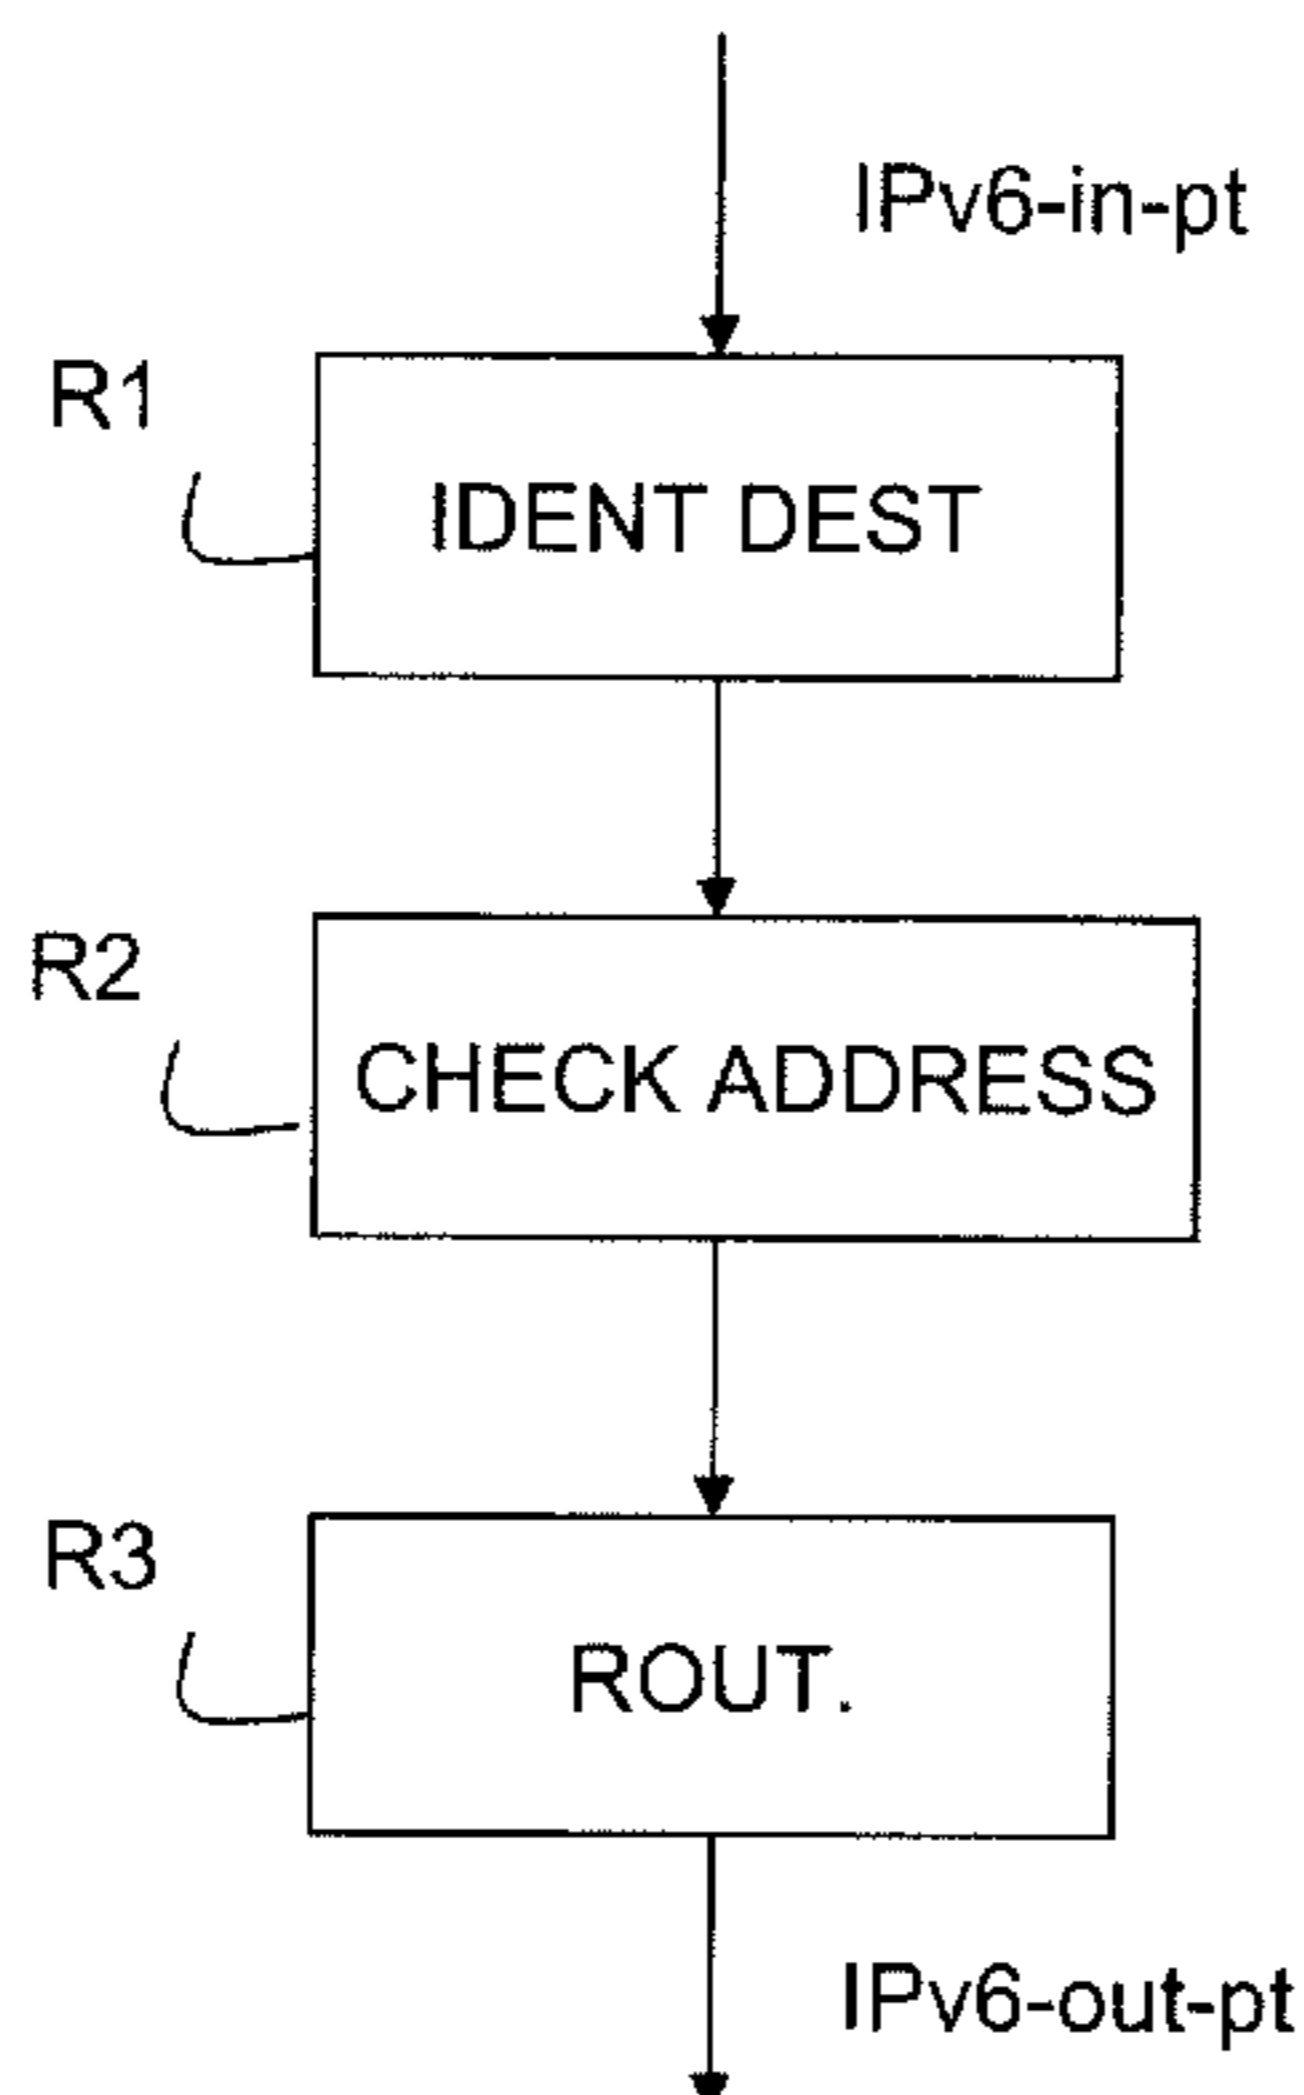 IPv6-in-pt
R1
IDENT DEST
R2
CHECK ADDRESS
R3
ROUT.
IPv6-out-pt